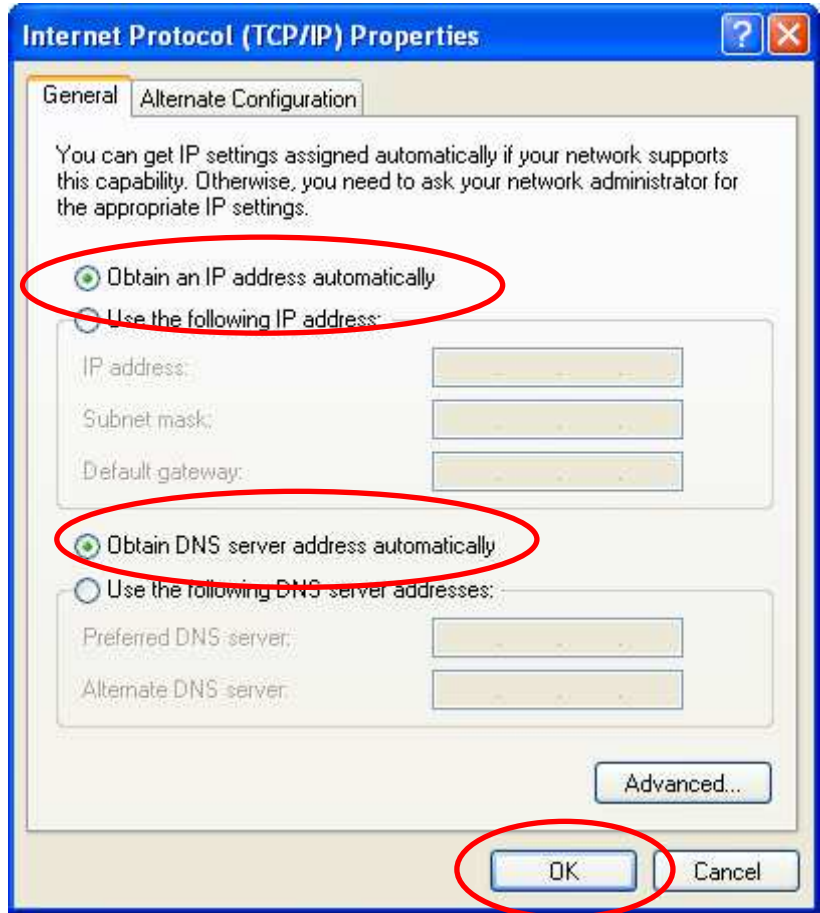 Internet Protocol (TCP/IP) Properties
General
Alternate Configuration
You can get IP settings assigned automatically if your network supports
this capability. Otherwise, you need to ask your network administrator for
the appropriate IP settings.
Obtain an IP address automatically
Use the following IP address:
IP address:
Subnet mask:
Default gateway:
Obtain DNS server address automatically
Use the following DNS server addresses:
Preferred DNS server:
Alternate DNS server:
Advanced...
OK
Cancel